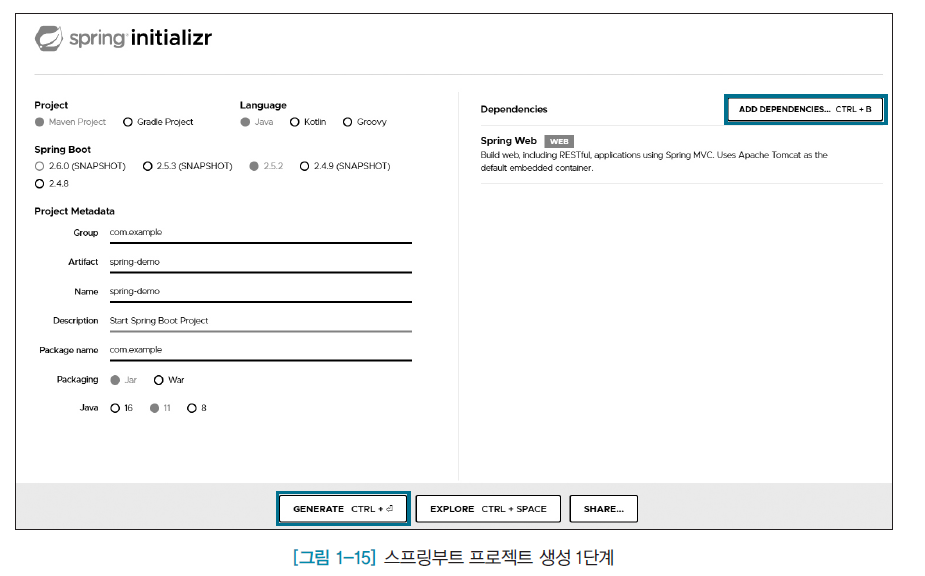 spring initializr
Project
Maven Project Gradle Project
Language
Java Kotlin Groovy
Spring Boot
2.6.0 (SNAPSHOT) 2.5.3 (SNAPSHOT) 2.5.2 2.4.9 (SNAPSHOT)
2.4.8
Project Metadata
Group com.example
Artifact spring-demo
Name spring-demo
Description Start Spring Boot Project
Package name com.example
Packaging Jar War
Java 16 11 8
Dependencies
ADD DEPENDENCIES... CTRL + B
Spring Web WEB
Build web, including RESTful, applications using Spring MVC. Uses Apache Tomcat as the
default embedded container.
GENERATE CTRL + ⏎ EXPLORE CTRL + SPACE SHARE...
[그림 1-15] 스프링부트 프로젝트 생성 1단계